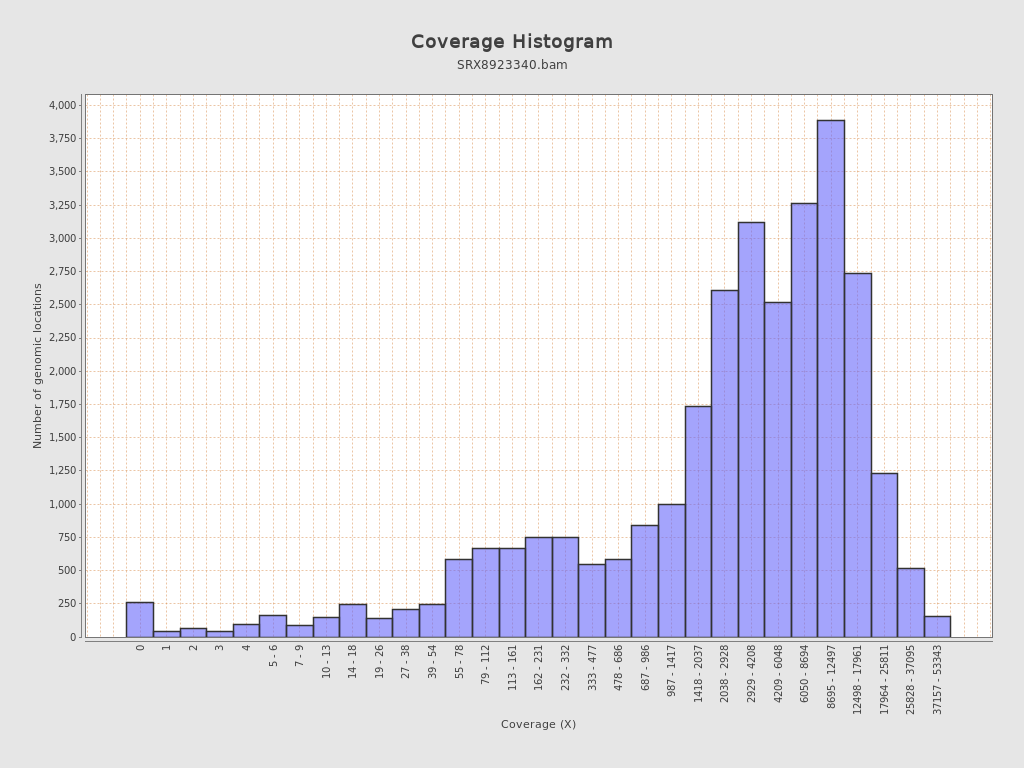 Coverage Histogram
SRX8923340.bam
Number of genomic locations
4,000
3,750
3,500
3,250
3,000
2,750
2,500
2,250
2,000
1,750
1,500
1,250
1,000
750
500
250
0
0
1
2
3
4
5 - 6
7 - 9
10 - 13
14 - 18
19 - 26
27 - 38
39 - 54
55 - 78
79 - 112
113 - 161
162 - 231
232 - 332
333 - 477
478 - 686
687 - 986
987 - 1417
1418 - 2037
2038 - 2928
2929 - 4208
4209 - 6048
6050 - 8694
8695 - 12497
12498 - 17961
17964 - 25811
25828 - 37095
37157 - 53343
Coverage (X)